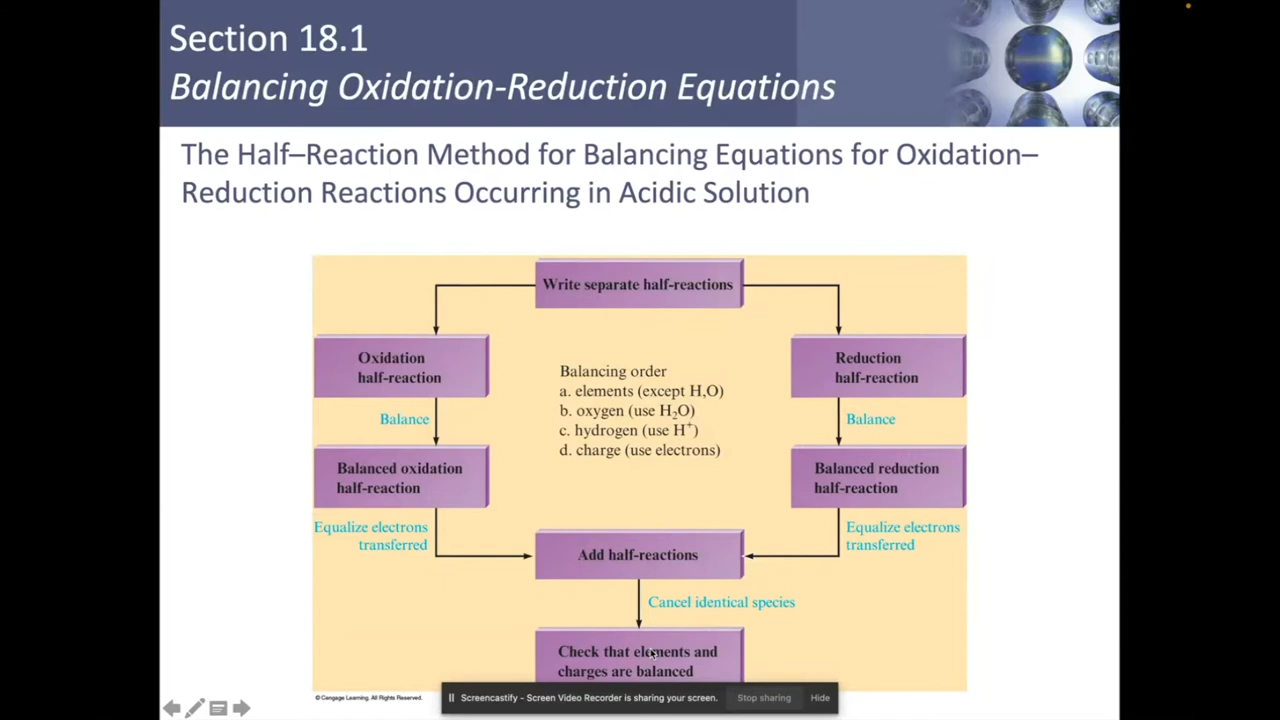 Section 18.1
Balancing Oxidation-Reduction Equations
The Half–Reaction Method for Balancing Equations for Oxidation–
Reduction Reactions Occurring in Acidic Solution
Write separate half-reactions
Oxidation
half-reaction
Reduction
half-reaction
Balancing order
a. elements (except H,O)
b. oxygen (use H₂O)
c. hydrogen (use H⁺)
d. charge (use electrons)
Balance
Balance
Balanced oxidation
half-reaction
Balanced reduction
half-reaction
Equalize electrons
transferred
Equalize electrons
transferred
Add half-reactions
Cancel identical species
Check that elements and
charges are balanced
© Cengage Learning. All Rights Reserved.
Screencastify - Screen Video Recorder is sharing your screen.
Stop sharing
Hide